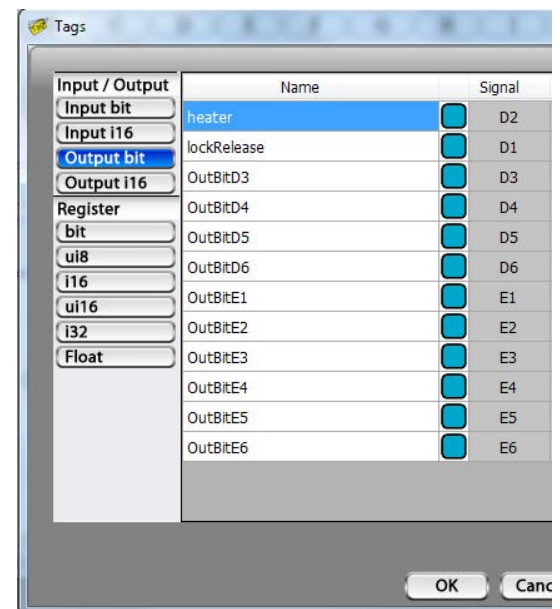 Tags
Input / Output
Input bit
Input i16
Output bit
Output i16
Register
bit
ui8
i16
ui16
i32
Float
Name Signal
heater D2
lockRelease D1
OutBitD3 D3
OutBitD4 D4
OutBitD5 D5
OutBitD6 D6
OutBitE1 E1
OutBitE2 E2
OutBitE3 E3
OutBitE4 E4
OutBitE5 E5
OutBitE6 E6
OK Canc